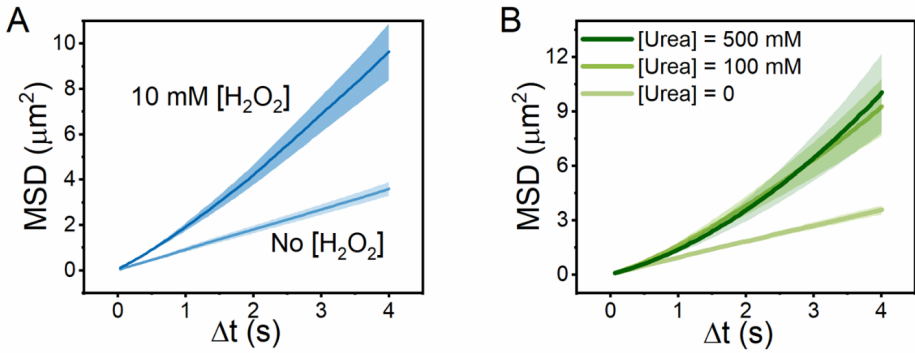 A
MSD (μm²)
10
8
6
4
2
0
10 mM [H₂O₂]
No [H₂O₂]
0 1 2 3 4
Δt (s)
B
MSD (μm²)
12
9
6
3
0
[Urea] = 500 mM
[Urea] = 100 mM
[Urea] = 0
0 1 2 3 4
Δt (s)